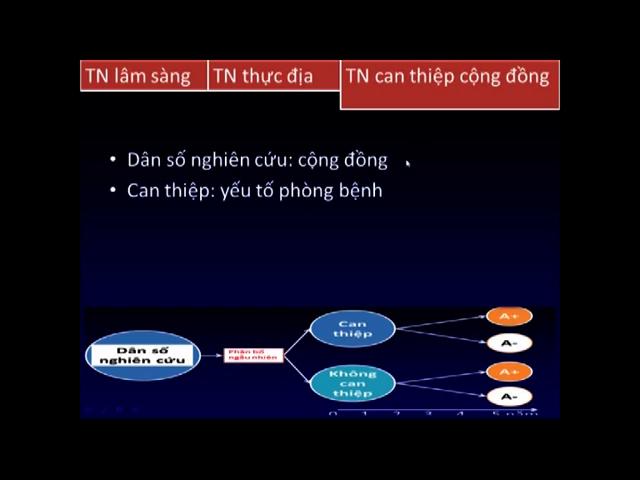 TN lâm sàng
TN thực địa
TN can thiệp cộng đồng
• Dân số nghiên cứu: cộng đồng
• Can thiệp: yếu tố phòng bệnh
Dân số
nghiên cứu
Phân bố
ngẫu nhiên
Can
thiệp
Không
can
thiệp
A+
A-
A+
A-
0 1 2 3 4 5 năm